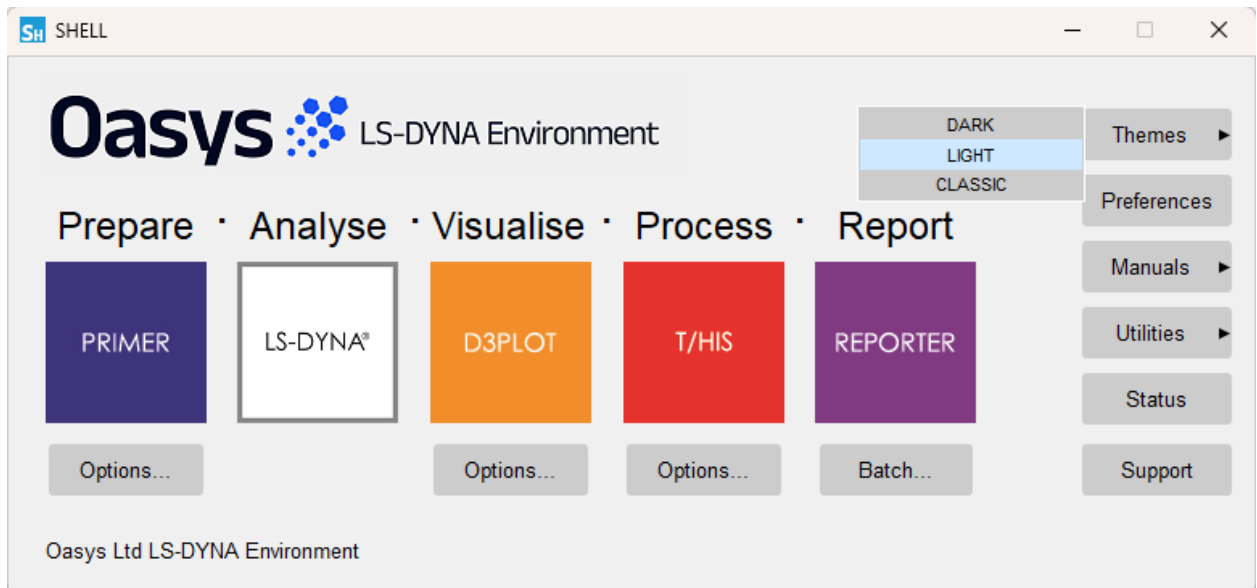 SH SHELL
Oasys LS-DYNA Environment
DARK
LIGHT
CLASSIC
Themes
Preferences
Manuals
Utilities
Status
Support
Prepare · Analyse · Visualise · Process · Report
PRIMER LS-DYNA® D3PLOT T/HIS REPORTER
Options... Options... Options... Batch...
Oasys Ltd LS-DYNA Environment